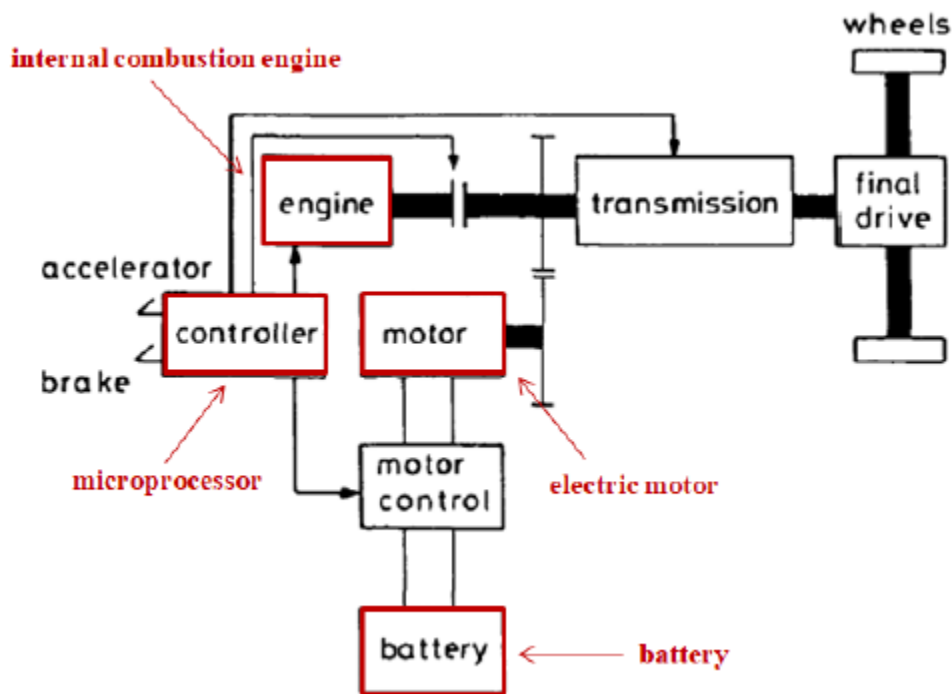 wheels
internal combustion engine
engine
transmission
final
drive
accelerator
controller
motor
brake
microprocessor
motor
control
electric motor
battery
battery